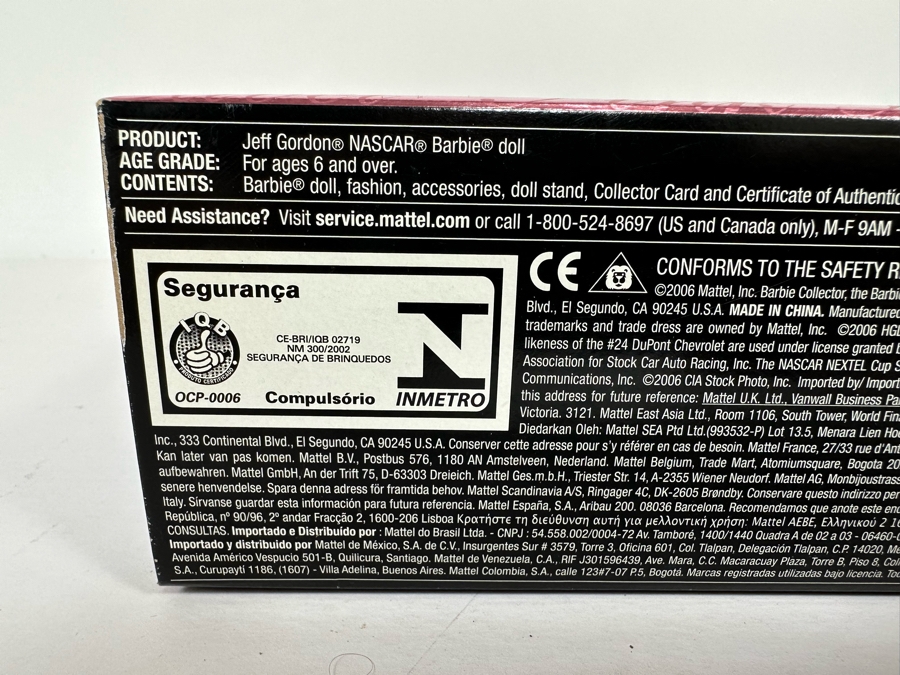 PRODUCT: Jeff Gordon® NASCAR® Barbie® doll
AGE GRADE: For ages 6 and over.
CONTENTS: Barbie® doll, fashion, accessories, doll stand, Collector Card and Certificate of
Need Assistance? Visit service.mattel.com or call 1-800-524-8697 (US and Canada only), M-F 9AM -
Segurança
IQB
PRODUTO CERTIFICADO
OCP-0006
CE-BRI/IQB 02719
NM 300/2002
SEGURANÇA DE BRINQUEDOS
Compulsório
INMETRO
CE
CONFORMS TO THE SAFETY
©2006 Mattel, Inc. Barbie Collector, the
Blvd., El Segundo, CA 90245 U.S.A. MADE IN CHINA. Manufactured
trademarks and trade dress are owned by Mattel, Inc. ©2006
likeness of the #24 DuPont Chevrolet are used under license granted
Association for Stock Car Auto Racing, Inc. The NASCAR NEXTEL Cup
Communications, Inc. ©2006 CIA Stock Photo, Inc. Imported by/
this address for future reference: Mattel U.K. Ltd., Vanwall Business
Victoria. 3121. Mattel East Asia Ltd., Room 1106, South Tower, World
Diedarkan Oleh: Mattel SEA Ptd Ltd.(993532-P) Lot 13.5, Menara Lien
Inc., 333 Continental Blvd., El Segundo, CA 90245 U.S.A. Conserver cette adresse pour s'y référer en cas de besoin. Mattel France, 27/33 rue
Kan later van pas komen. Mattel B.V., Postbus 576, 1180 AN Amstelveen, Nederland. Mattel Belgium, Trade Mart, Atomiumsquare, Bogota
aufbewahren. Mattel GmbH, An der Trift 75, D-63303 Dreieich. Mattel Ges.m.b.H., Triester Str. 14, A-2355 Wiener Neudorf. Mattel AG,
senere henvendelse. Spara denna adress för framtida behov. Mattel Scandinavia A/S, Ringager 4C, DK-2605 Brøndby. Conservare questo indirizzo
Italy. Sírvanse guardar esta información para futura referencia. Mattel España, S.A., Aribau 200. 08036 Barcelona. Recomendamos que anote este
República, nº 90/96, 2º andar Fracção 2, 1600-206 Lisboa Κρατήστε τη διεύθυνση αυτή για μελλοντική χρήση: Mattel AEBE, Ελληνικού 2
CONSULTAS. Importado e Distribuido por : Mattel do Brasil Ltda. - CNPJ : 54.558.002/0004-72 Av. Tamboré, 1400/1440 Quadra A de 02 a 03 - 06460-
Importado y distribuido por Mattel de México, S.A. de C.V., Insurgentes Sur # 3579, Torre 3, Oficina 601, Col. Tlalpan, Delegación Tlalpan, C.P. 14020,
Avenida Américo Vespucio 501-B, Quilicura, Santiago. Mattel de Venezuela, C.A., RIF J301596439, Ave. Mara, C.C. Macaracuay Plaza, Torre B, Piso 8,
S.A., Curupaytí 1186, (1607) - Villa Adelina, Buenos Aires. Mattel Colombia, S.A., calle 123#7-07 P.5, Bogotá. Marcas registradas utilizadas bajo licencia.